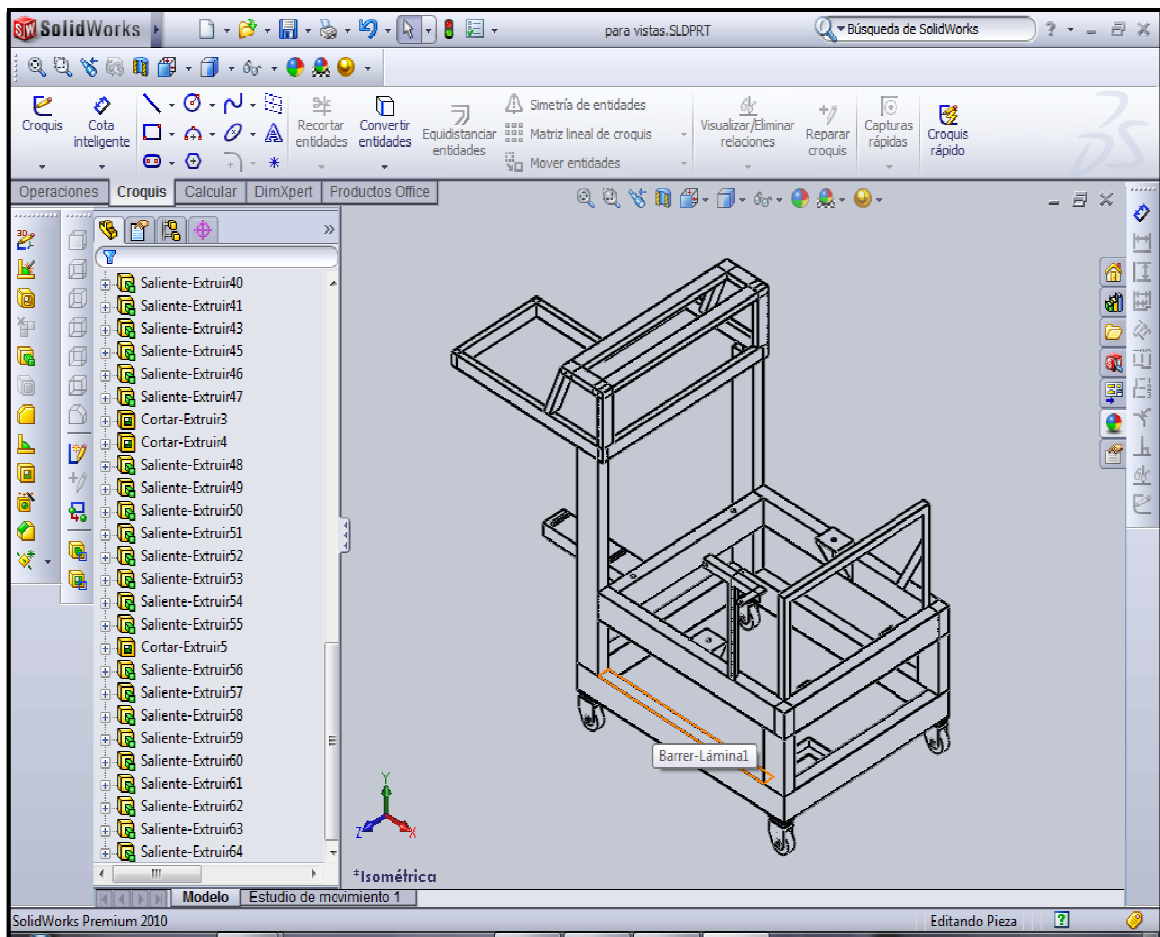 SolidWorks
para vistas.SLDPRT
Búsqueda de SolidWorks
Croquis
Cota inteligente
Recortar entidades
Convertir entidades
Equidistanciar entidades
Simetría de entidades
Matriz lineal de croquis
Mover entidades
Visualizar/Eliminar relaciones
Reparar croquis
Capturas rápidas
Croquis rápido
Operaciones
Croquis
Calcular
DimXpert
Productos Office
Saliente-Extruir40
Saliente-Extruir41
Saliente-Extruir43
Saliente-Extruir45
Saliente-Extruir46
Saliente-Extruir47
Cortar-Extruir3
Cortar-Extruir4
Saliente-Extruir48
Saliente-Extruir49
Saliente-Extruir50
Saliente-Extruir51
Saliente-Extruir52
Saliente-Extruir53
Saliente-Extruir54
Saliente-Extruir55
Cortar-Extruir5
Saliente-Extruir56
Saliente-Extruir57
Saliente-Extruir58
Saliente-Extruir59
Saliente-Extruir60
Saliente-Extruir61
Saliente-Extruir62
Saliente-Extruir63
Saliente-Extruir64
Barrer-Lámina1
Y
Z
X
*Isométrica
Modelo
Estudio de movimiento 1
SolidWorks Premium 2010
Editando Pieza